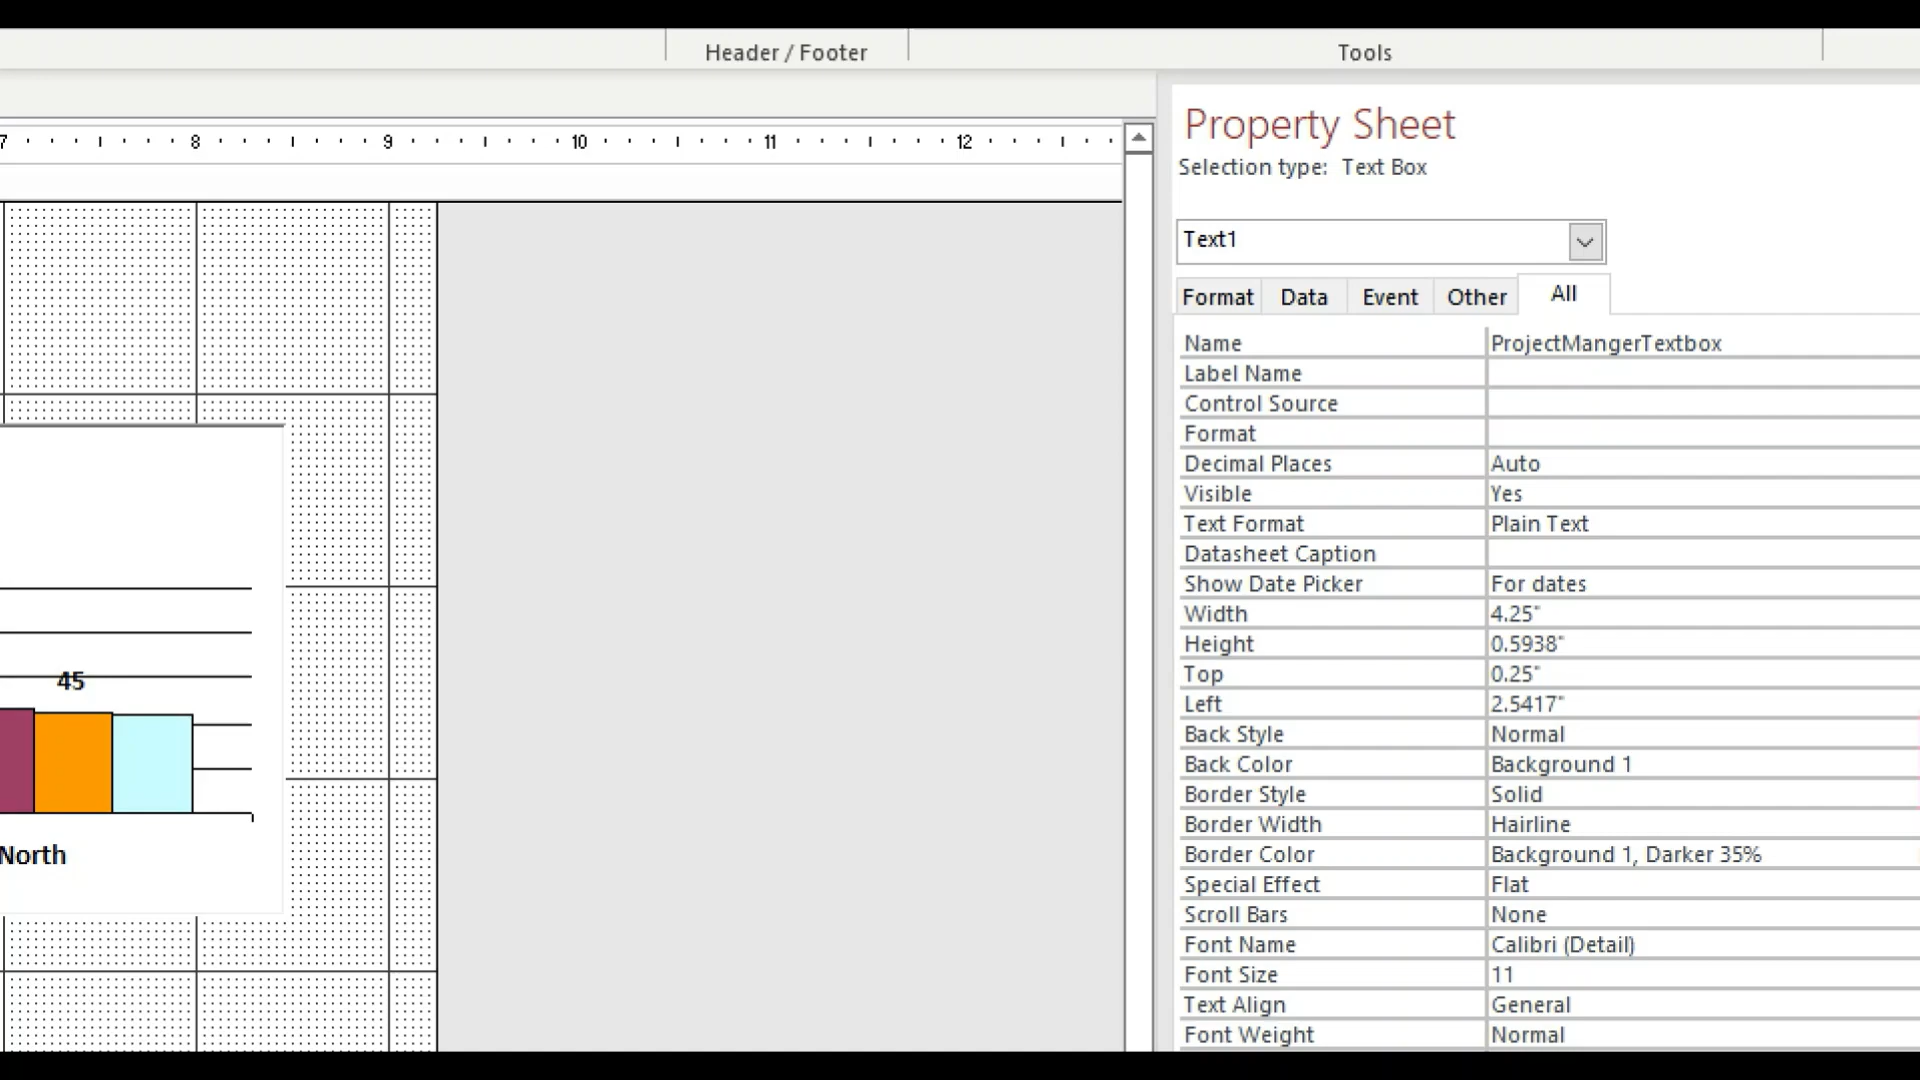 Header / Footer
Tools
7 8 9 10 11 12
Property Sheet
Selection type: Text Box
Text1
Format Data Event Other All
Name ProjectMangerTextbox
Label Name
Control Source
Format
Decimal Places Auto
Visible Yes
Text Format Plain Text
Datasheet Caption
Show Date Picker For dates
Width 4.25"
Height 0.5938"
Top 0.25"
Left 2.5417"
Back Style Normal
Back Color Background 1
Border Style Solid
Border Width Hairline
Border Color Background 1, Darker 35%
Special Effect Flat
Scroll Bars None
Font Name Calibri (Detail)
Font Size 11
Text Align General
Font Weight Normal
45
North